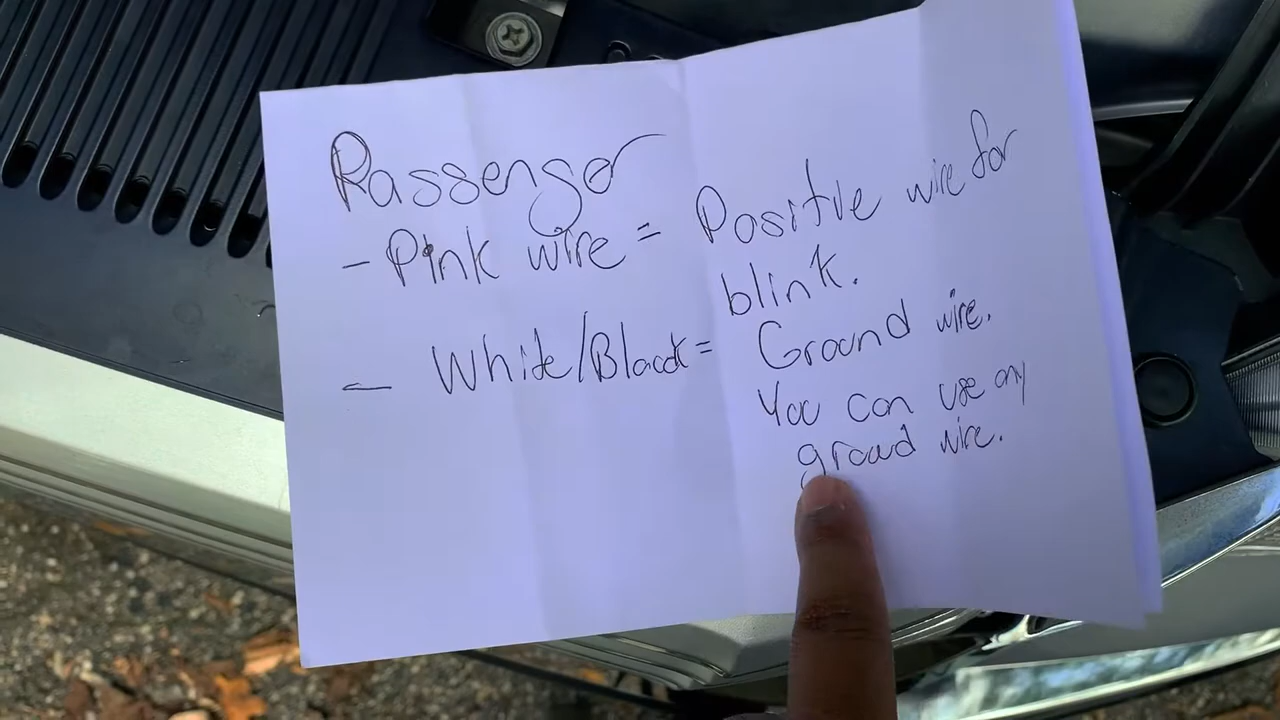 Passenger
- Pink wire = Positive wire for
blink.
- White/Black = Ground wire.
You can use any
ground wire.